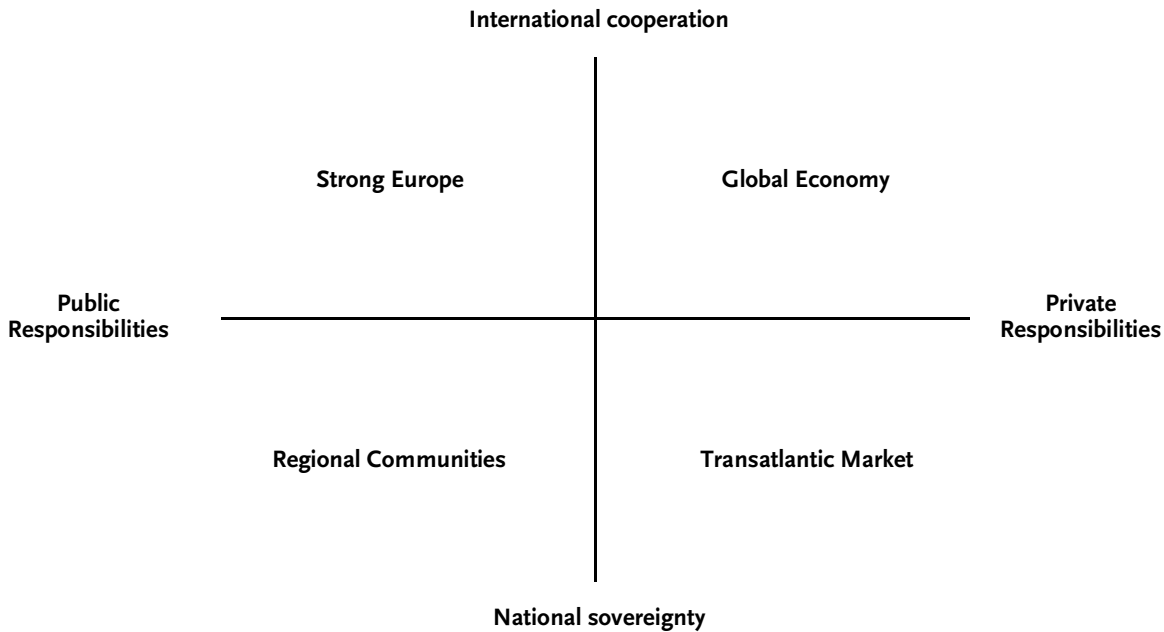 International cooperation
Strong Europe
Global Economy
Public
Responsibilities
Private
Responsibilities
Regional Communities
Transatlantic Market
National sovereignty